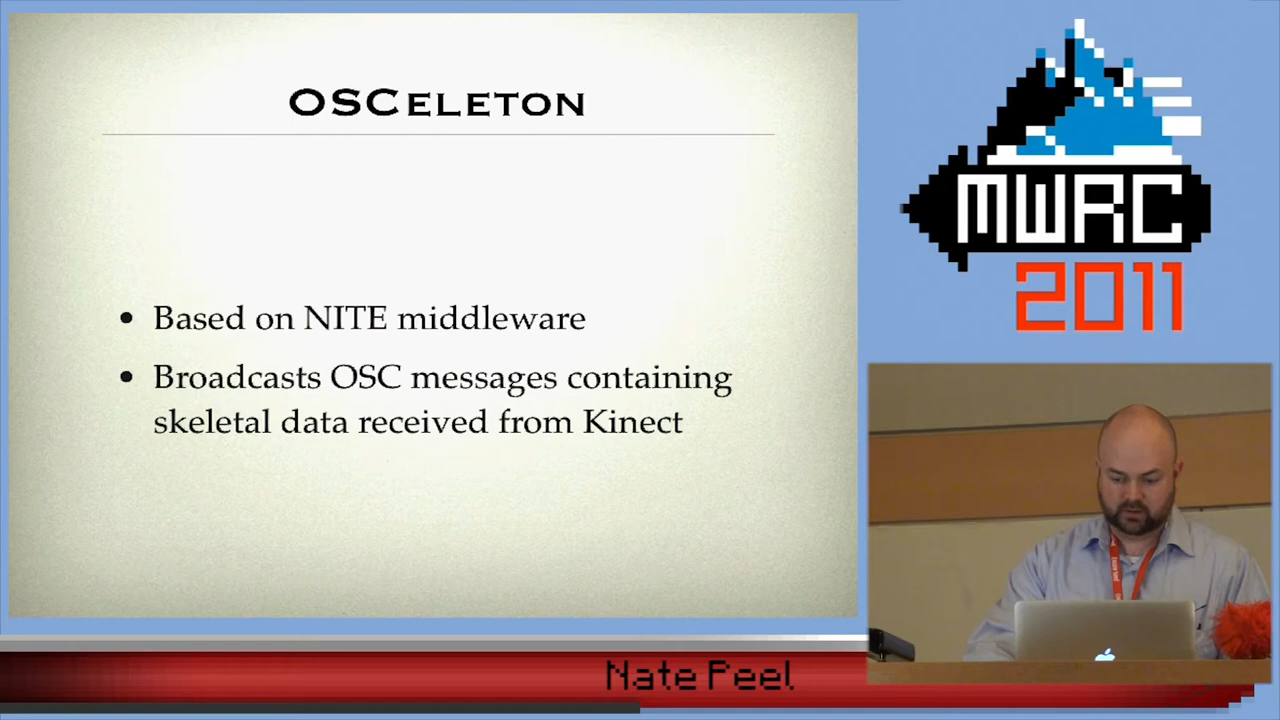 OSCeleton
• Based on NITE middleware
• Broadcasts OSC messages containing
skeletal data received from Kinect
MWRC
2011
Nate Peel